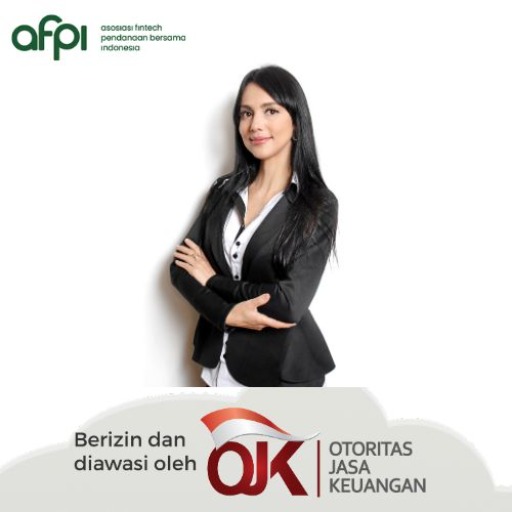 afpi
asosiasi fintech
pendanaan bersama
indonesia
Berizin dan
diawasi oleh
OJK
OTORITAS
JASA
KEUANGAN